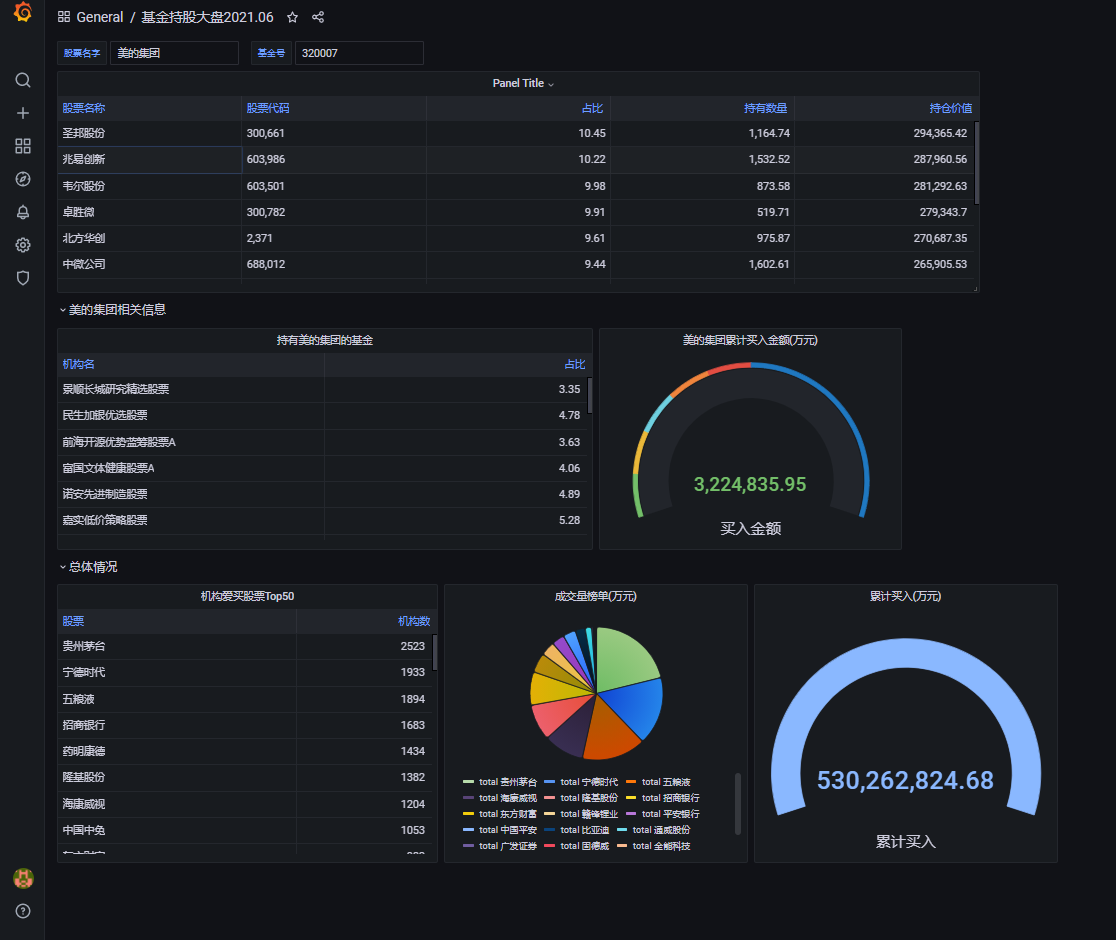 General / 基金持股大盘2021.06
股票名字 美的集团 基金号 320007
Panel Title
股票名称 股票代码 占比 持有数量 持仓价值
圣邦股份 300,661 10.45 1,164.74 294,365.42
兆易创新 603,986 10.22 1,532.52 287,960.56
韦尔股份 603,501 9.98 873.58 281,292.63
卓胜微 300,782 9.91 519.71 279,343.7
北方华创 2,371 9.61 975.87 270,687.35
中微公司 688,012 9.44 1,602.61 265,905.53
美的集团相关信息
持有美的集团的基金
机构名 占比
景顺长城研究精选股票 3.35
民生加银优选股票 4.78
前海开源优势蓝筹股票A 3.63
富国文体健康股票A 4.06
诺安先进制造股票 4.89
嘉实低价策略股票 5.28
美的集团累计买入金额(万元)
3,224,835.95
买入金额
总体情况
机构爱买股票Top50
股票 机构数
贵州茅台 2523
宁德时代 1933
五粮液 1894
招商银行 1683
药明康德 1434
隆基股份 1382
海康威视 1204
中国中免 1053
成交量榜单(万元)
total 贵州茅台 total 宁德时代 total 五粮液
total 海康威视 total 隆基股份 total 招商银行
total 东方财富 total 赣锋锂业 total 平安银行
total 中国平安 total 比亚迪 total 通威股份
total 广发证券 total 国德威 total 全能科技
累计买入(万元)
530,262,824.68
累计买入